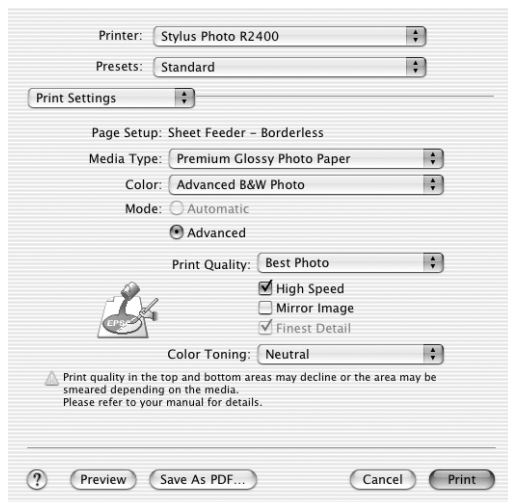 Printer: Stylus Photo R2400
Presets: Standard
Print Settings
Page Setup: Sheet Feeder – Borderless
Media Type: Premium Glossy Photo Paper
Color: Advanced B&W Photo
Mode: Automatic
Advanced
Print Quality: Best Photo
High Speed
Mirror Image
EPS
Finest Detail
Color Toning: Neutral
Print quality in the top and bottom areas may decline or the area may be
smeared depending on the media.
Please refer to your manual for details.
? Preview Save As PDF... Cancel Print